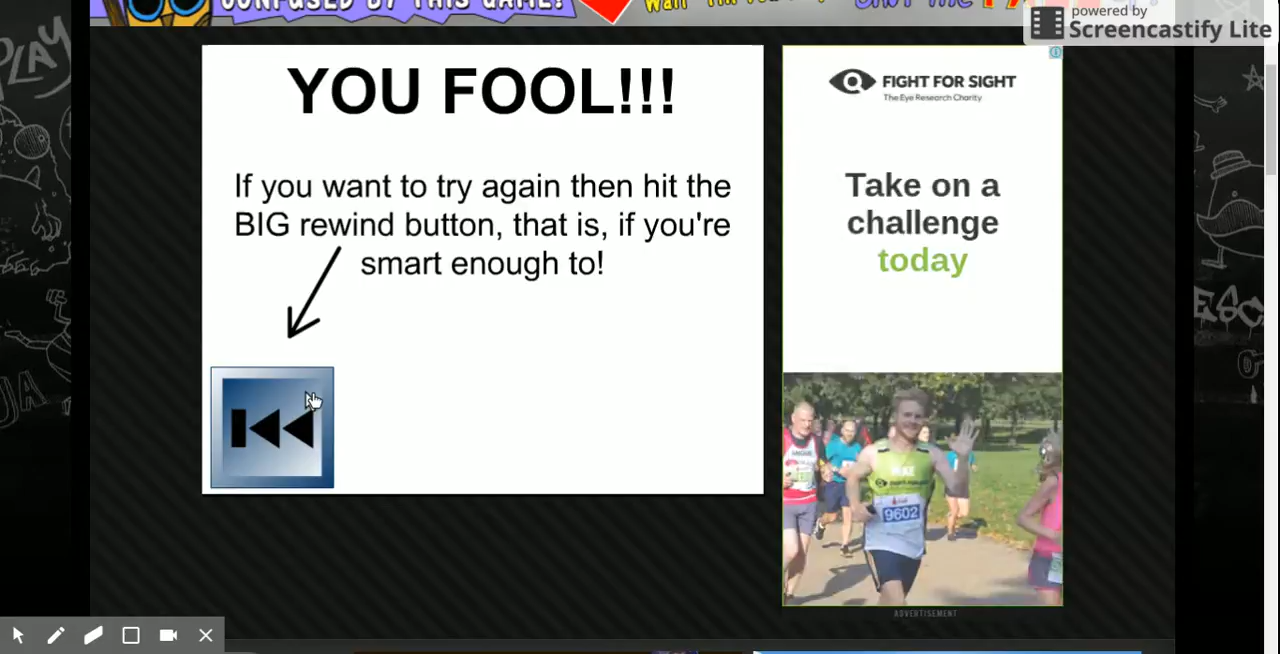 CONFUSED BY THIS GAME?
powered by
Screencastify Lite
PLAY
YOU FOOL!!!
If you want to try again then hit the
BIG rewind button, that is, if you're
smart enough to!
FIGHT FOR SIGHT
The Eye Research Charity
Take on a
challenge
today
9602
ADVERTISEMENT